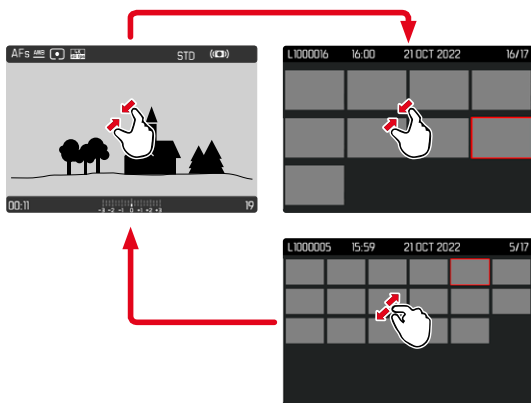 AFs AWB STD
00:11 -3 -2 -1 0 +1 +2 +3 19
L1000016 16:00 21 OCT 2022 16/17
L1000005 15:59 21 OCT 2022 5/17